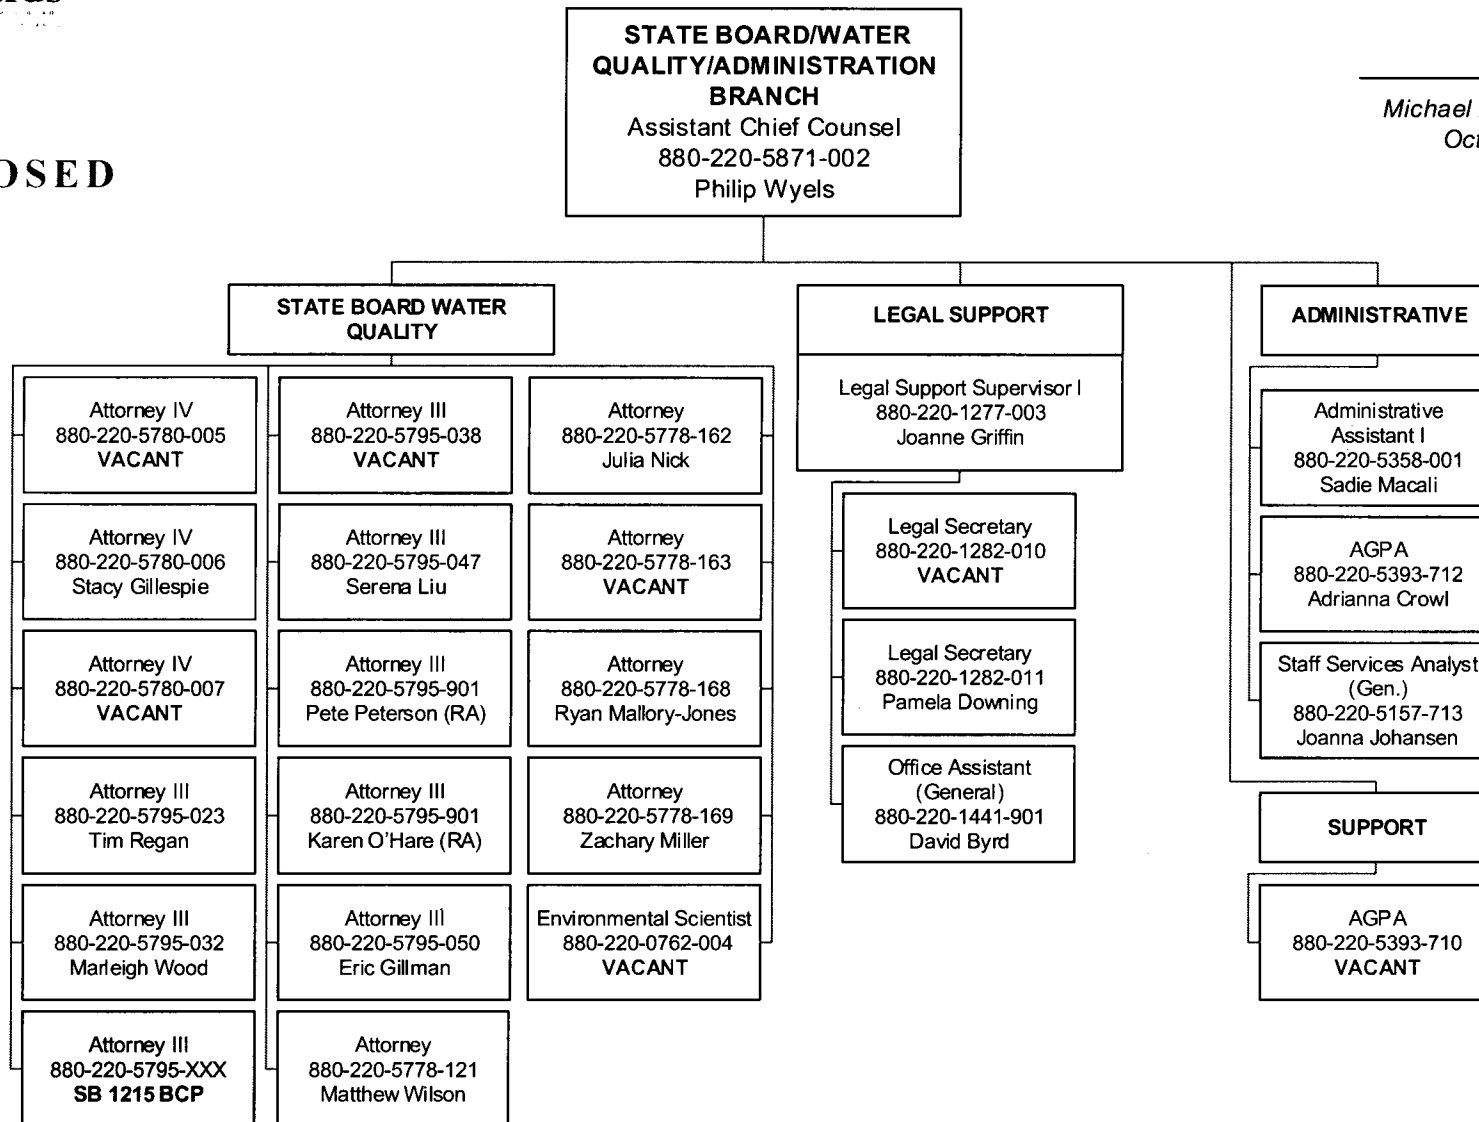 STATE BOARD/WATER
QUALITY/ADMINISTRATION
BRANCH
Assistant Chief Counsel
880-220-5871-002
Philip Wyels
Michael
Oct
OSED
STATE BOARD WATER
QUALITY
Attorney IV
880-220-5780-005
VACANT
Attorney IV
880-220-5780-006
Stacy Gillespie
Attorney IV
880-220-5780-007
VACANT
Attorney III
880-220-5795-023
Tim Regan
Attorney III
880-220-5795-032
Marleigh Wood
Attorney III
880-220-5795-XXX
SB 1215 BCP
Attorney III
880-220-5795-038
VACANT
Attorney III
880-220-5795-047
Serena Liu
Attorney III
880-220-5795-901
Pete Peterson (RA)
Attorney III
880-220-5795-901
Karen O'Hare (RA)
Attorney III
880-220-5795-050
Eric Gillman
Attorney
880-220-5778-121
Matthew Wilson
Attorney
880-220-5778-162
Julia Nick
Attorney
880-220-5778-163
VACANT
Attorney
880-220-5778-168
Ryan Mallory-Jones
Attorney
880-220-5778-169
Zachary Miller
Environmental Scientist
880-220-0762-004
VACANT
LEGAL SUPPORT
Legal Support Supervisor I
880-220-1277-003
Joanne Griffin
Legal Secretary
880-220-1282-010
VACANT
Legal Secretary
880-220-1282-011
Pamela Downing
Office Assistant
(General)
880-220-1441-901
David Byrd
ADMINISTRATIVE
Administrative
Assistant I
880-220-5358-001
Sadie Macali
AGPA
880-220-5393-712
Adrianna Crowl
Staff Services Analyst
(Gen.)
880-220-5157-713
Joanna Johansen
SUPPORT
AGPA
880-220-5393-710
VACANT